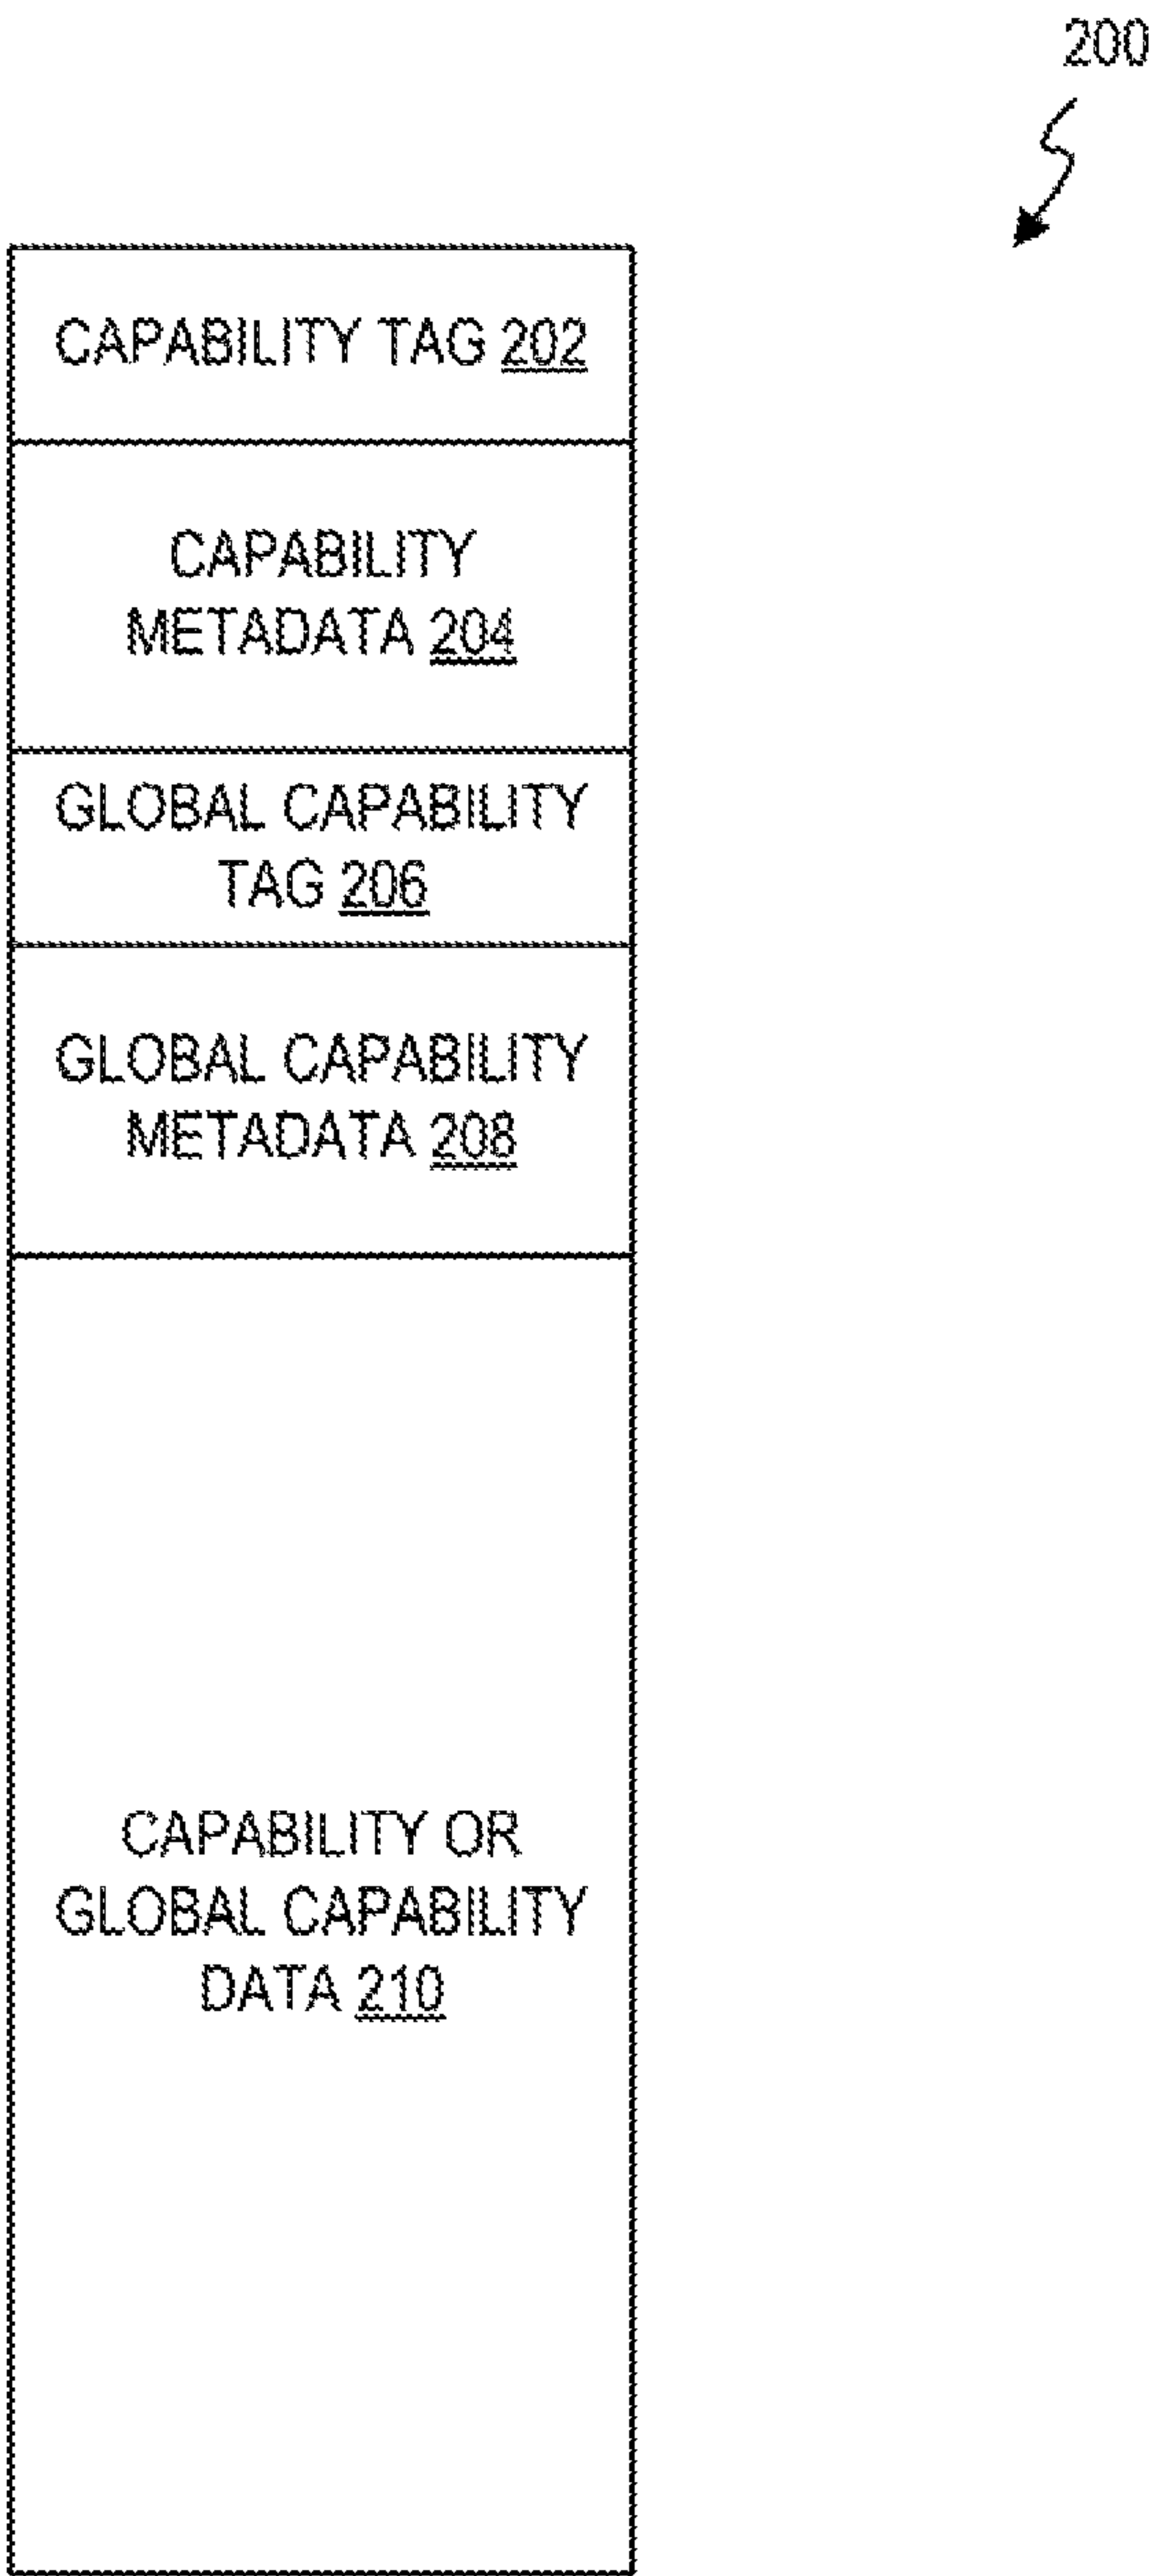 200
CAPABILITY TAG 202
CAPABILITY
METADATA 204
GLOBAL CAPABILITY
TAG 206
GLOBAL CAPABILITY
METADATA 208
CAPABILITY OR
GLOBAL CAPABILITY
DATA 210